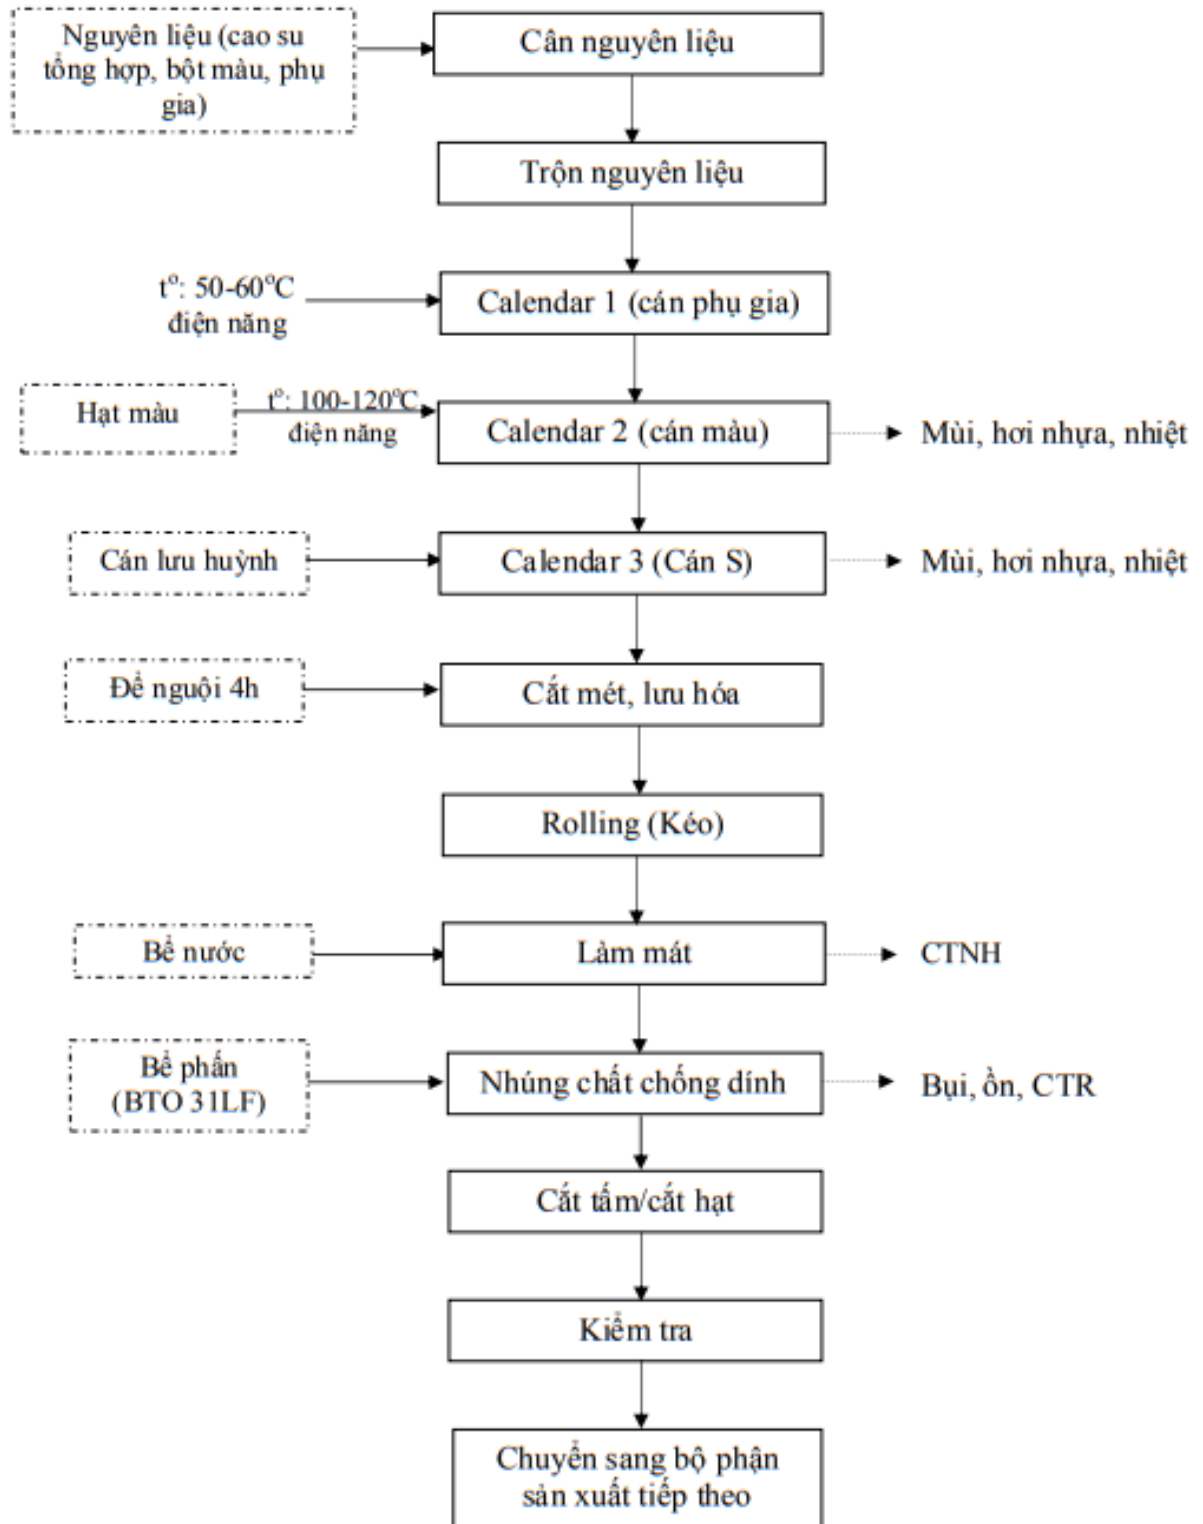 Nguyên liệu (cao su
tổng hợp, bột màu, phụ
gia)
Cân nguyên liệu
Trộn nguyên liệu
tº: 50-60ºC
điện năng
Calendar 1 (cán phụ gia)
Hạt màu
tº: 100-120ºC
điện năng
Calendar 2 (cán màu)
Mùi, hơi nhựa, nhiệt
Cán lưu huỳnh
Calendar 3 (Cán S)
Mùi, hơi nhựa, nhiệt
Để nguội 4h
Cắt mét, lưu hóa
Rolling (Kéo)
Bể nước
Làm mát
CTNH
Bể phấn
(BTO 31LF)
Nhúng chất chống dính
Bụi, ồn, CTR
Cắt tấm/cắt hạt
Kiểm tra
Chuyển sang bộ phận
sản xuất tiếp theo